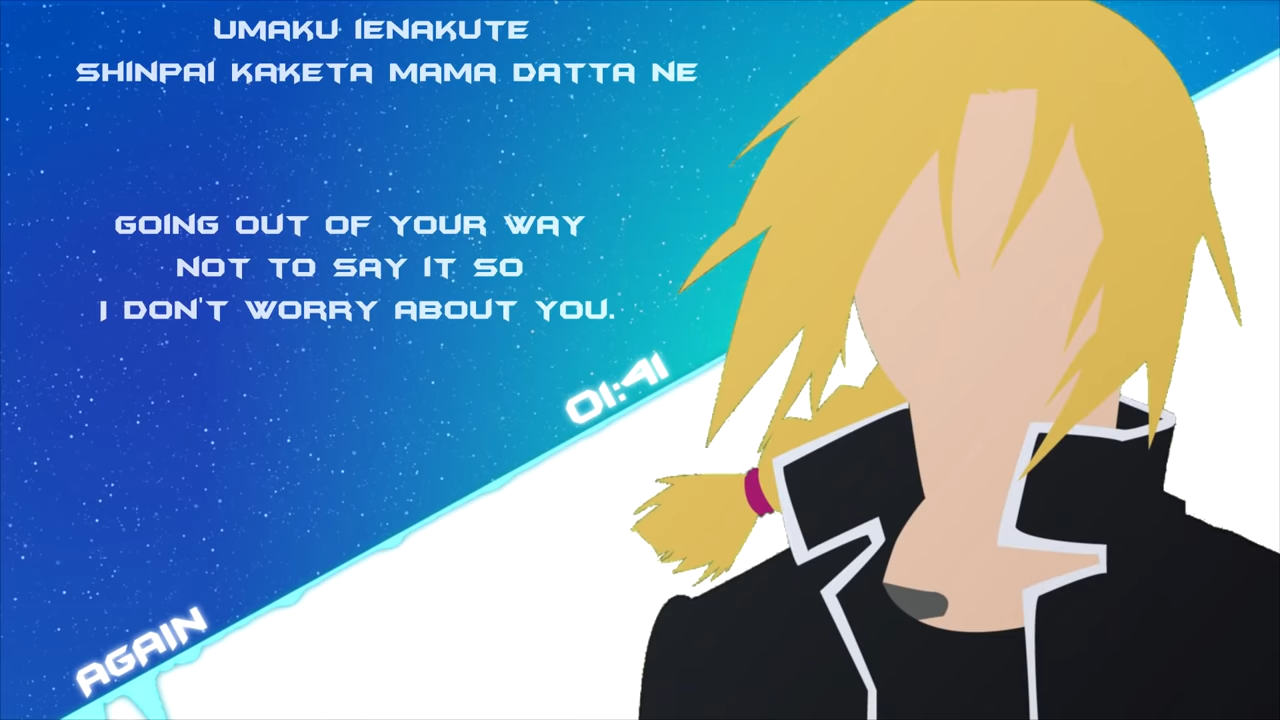 UMAKU IENAKUTE
SHINPAI KAKETA MAMA DATTA NE
GOING OUT OF YOUR WAY
NOT TO SAY IT SO
I DON'T WORRY ABOUT YOU.
01:41
AGAIN